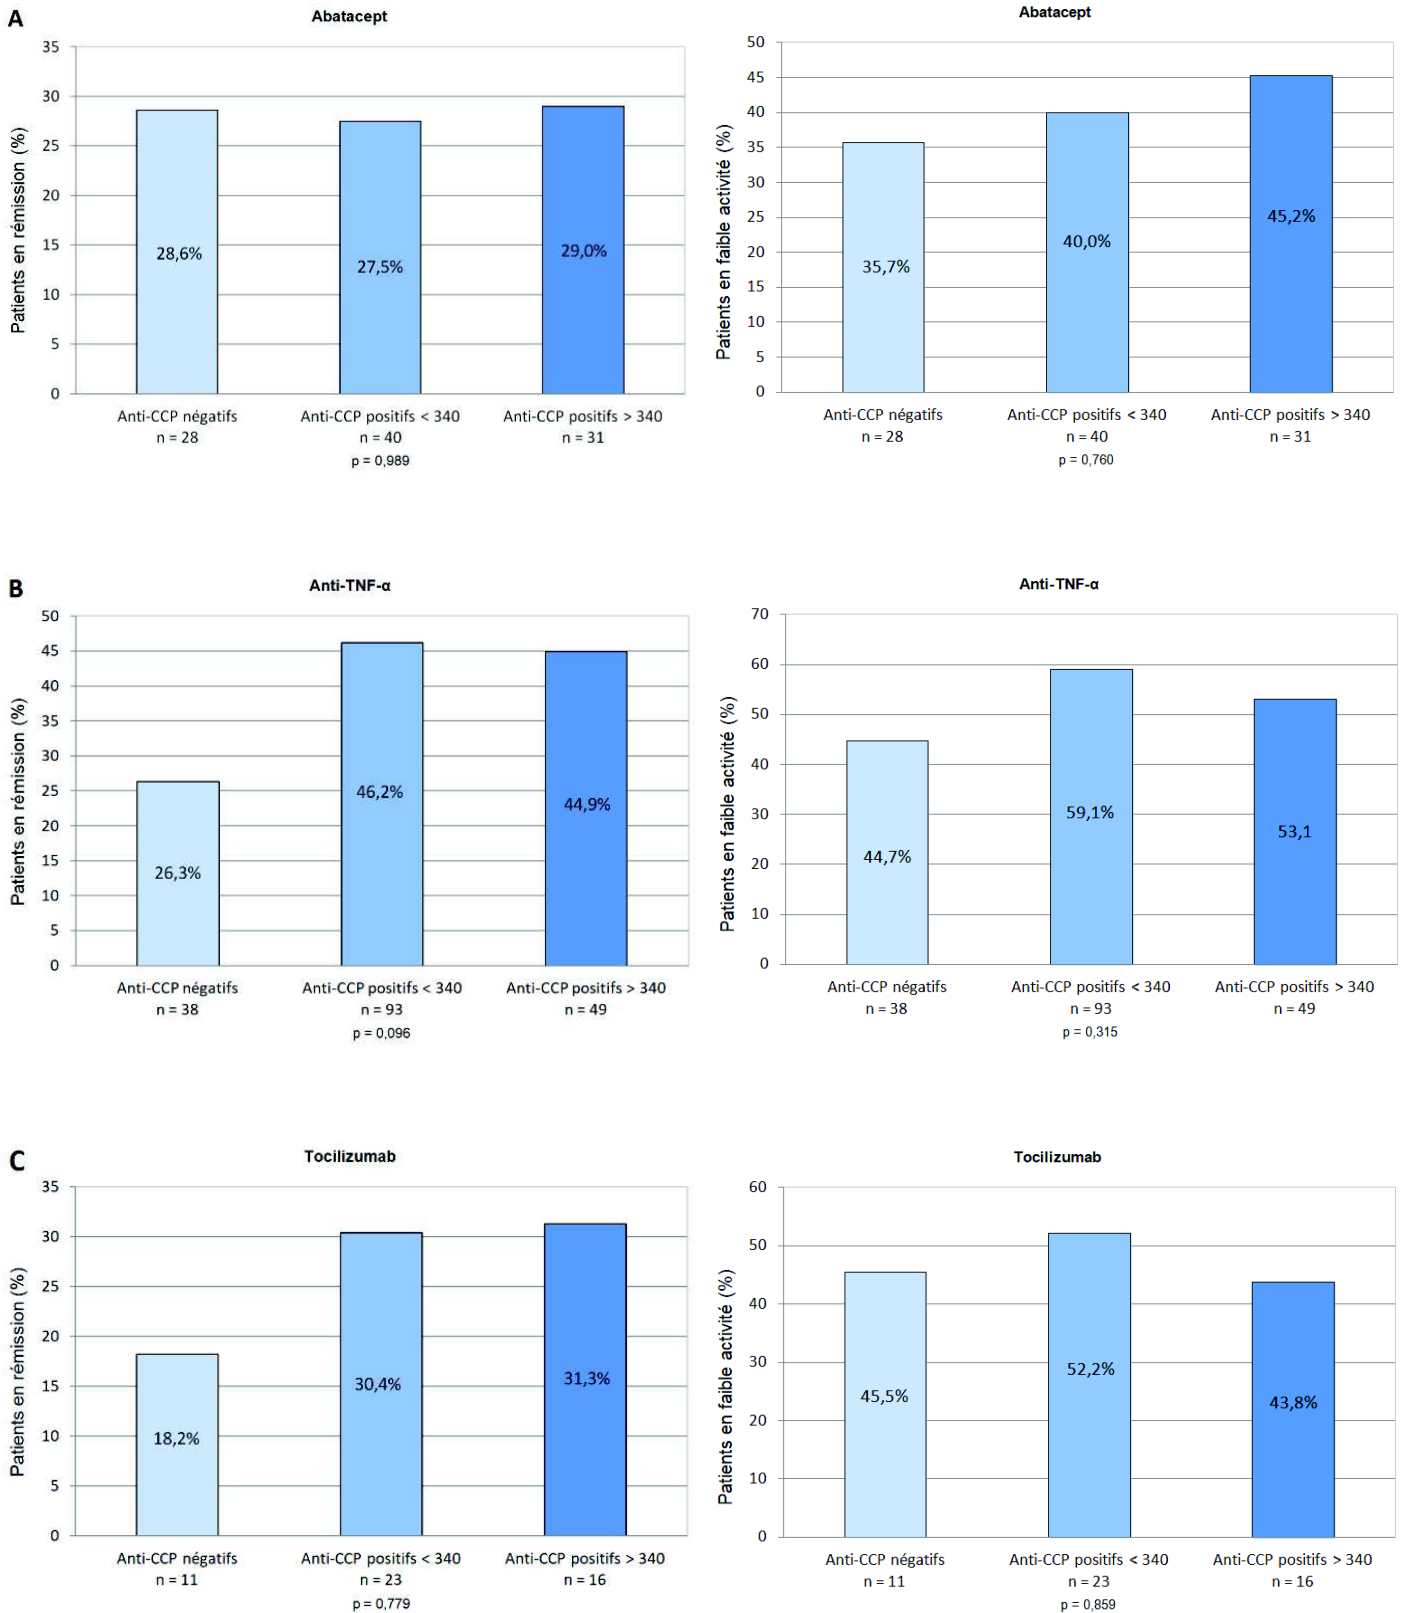 A
Abatacept
Patients en rémission (%)
35
30
25
20
15
10
5
0
28,6%
27,5%
29,0%
Anti-CCP négatifs
Anti-CCP positifs < 340
Anti-CCP positifs > 340
n = 28
n = 40
n = 31
p = 0,989
Abatacept
Patients en faible activité (%)
50
45
40
35
30
25
20
15
10
5
0
35,7%
40,0%
45,2%
Anti-CCP négatifs
Anti-CCP positifs < 340
Anti-CCP positifs > 340
n = 28
n = 40
n = 31
p = 0,760
B
Anti-TNF-α
Patients en rémission (%)
50
45
40
35
30
25
20
15
10
5
0
26,3%
46,2%
44,9%
Anti-CCP négatifs
Anti-CCP positifs < 340
Anti-CCP positifs > 340
n = 38
n = 93
n = 49
p = 0,096
Anti-TNF-α
Patients en faible activité (%)
70
60
50
40
30
20
10
0
44,7%
59,1%
53,1
Anti-CCP négatifs
Anti-CCP positifs < 340
Anti-CCP positifs > 340
n = 38
n = 93
n = 49
p = 0,315
C
Tocilizumab
Patients en rémission (%)
35
30
25
20
15
10
5
0
18,2%
30,4%
31,3%
Anti-CCP négatifs
Anti-CCP positifs < 340
Anti-CCP positifs > 340
n = 11
n = 23
n = 16
p = 0,779
Tocilizumab
Patients en faible activité (%)
60
50
40
30
20
10
0
45,5%
52,2%
43,8%
Anti-CCP négatifs
Anti-CCP positifs < 340
Anti-CCP positifs > 340
n = 11
n = 23
n = 16
p = 0,859